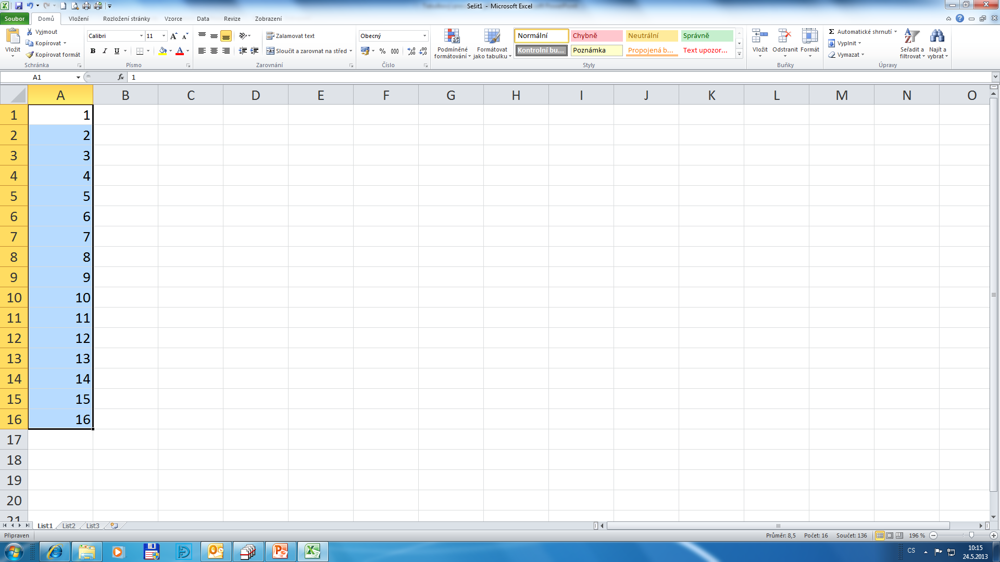 Sešit1 - Microsoft Excel
Soubor Domů Vložení Rozložení stránky Vzorce Data Revize Zobrazení
Vložit
Vyjmout
Kopírovat
Kopírovat formát
Schránka
Calibri 11
B I U
Písmo
Zalamovat text
Sloučit a zarovnat na střed
Zarovnání
Obecný
% 000
Číslo
Podmíněné formátování
Formátovat jako tabulku
Normální Chybně Neutrální Správně
Kontrolní bu... Poznámka Propojená b... Text upozor...
Styly
Vložit Odstranit Formát
Buňky
Σ Automatické shrnutí
Vyplnit
Vymazat
Seřadit a filtrovat
Najít a vybrat
Úpravy
A1 fx 1
A B C D E F G H I J K L M N O
1 1
2 2
3 3
4 4
5 5
6 6
7 7
8 8
9 9
10 10
11 11
12 12
13 13
14 14
15 15
16 16
17
18
19
20
21
List1 List2 List3
Připraven Průměr: 8,5 Počet: 16 Součet: 136 196 %
CS 10:15
24.5.2013